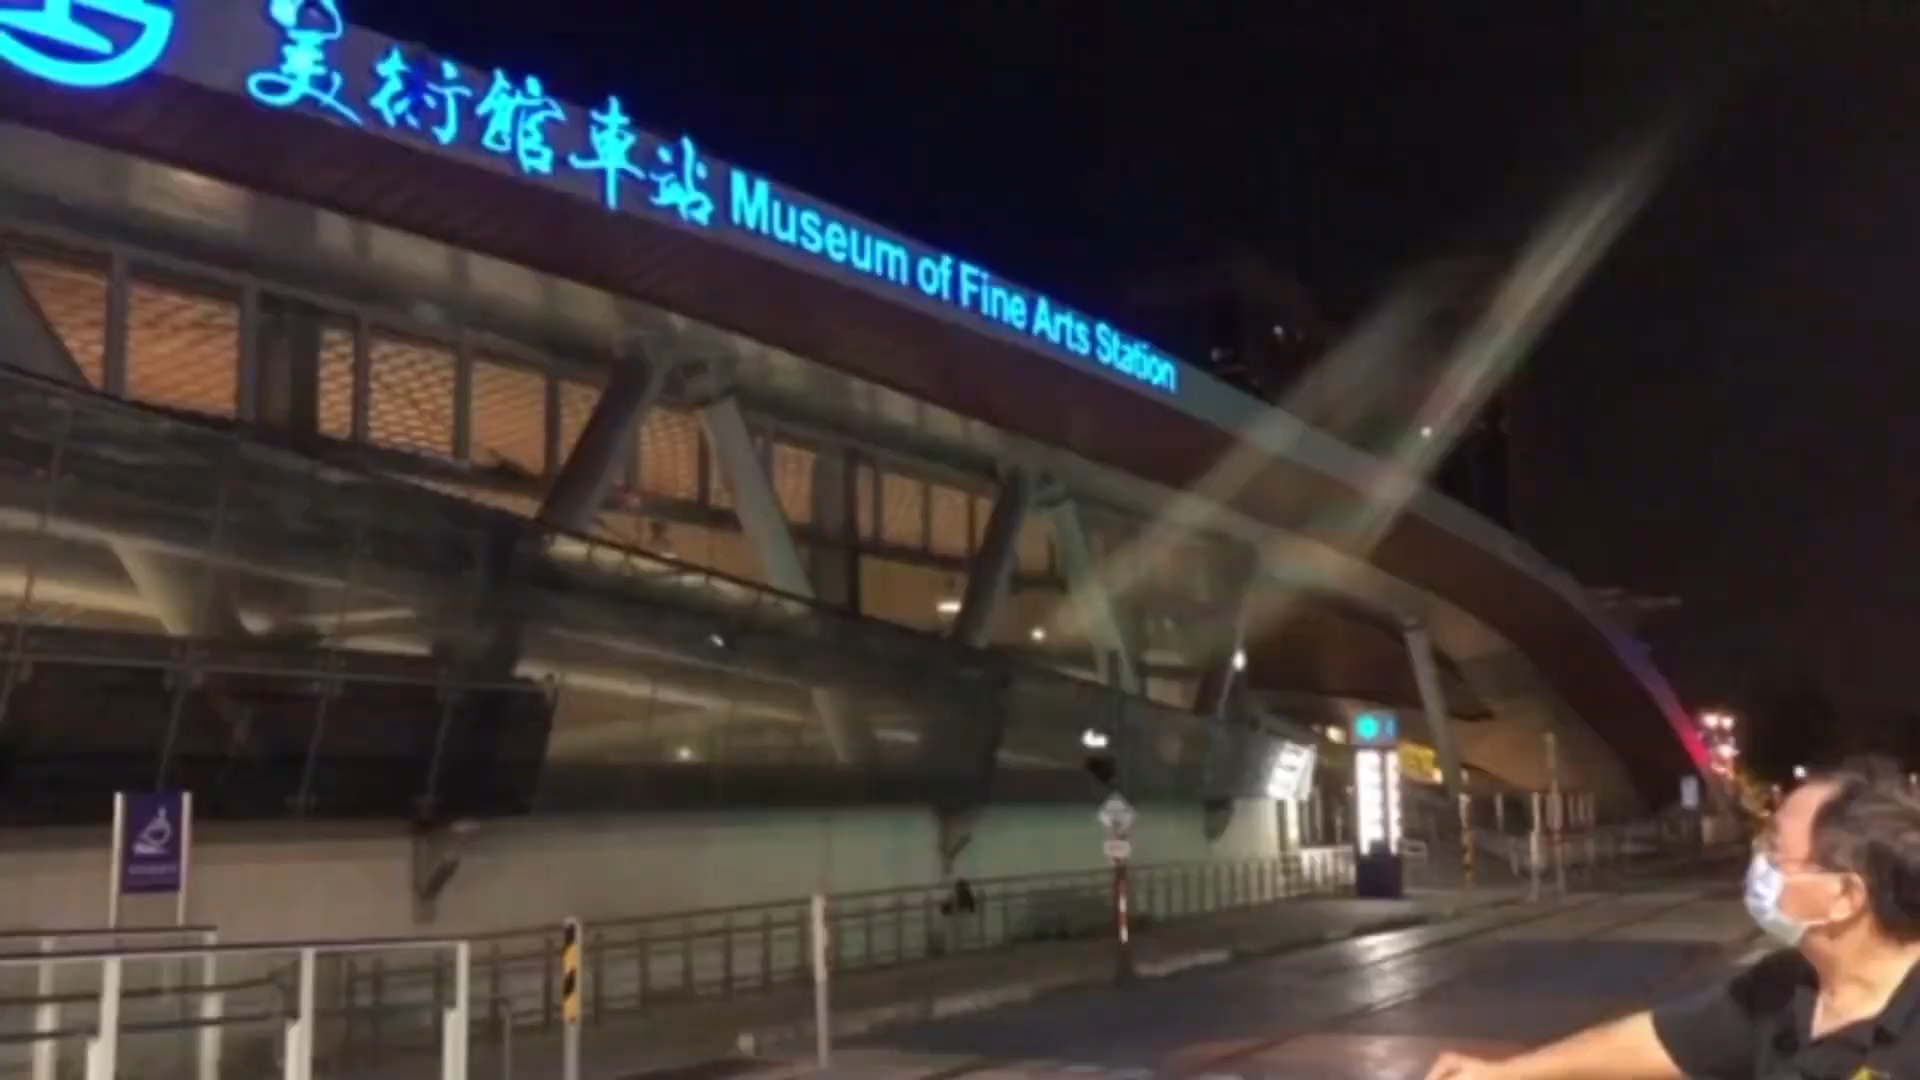 美術館車站 Museum of Fine Arts Station